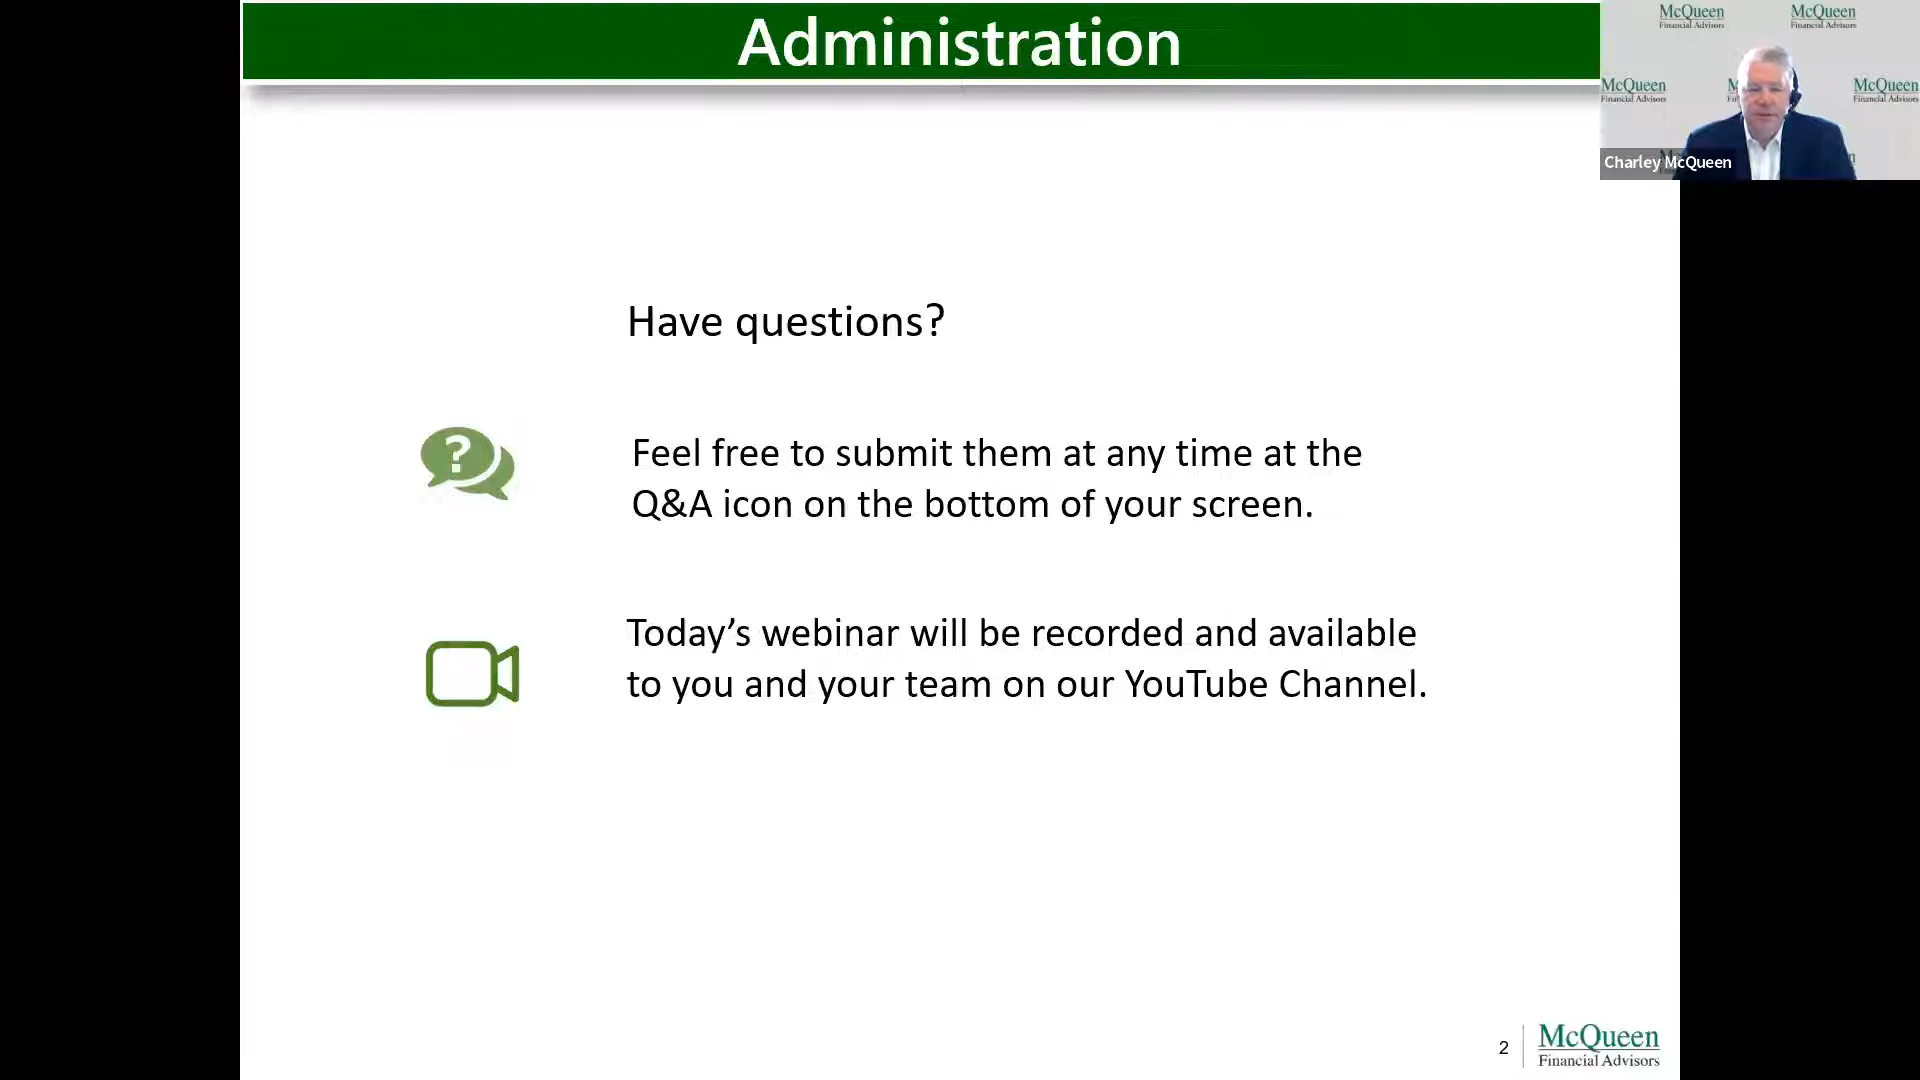 Administration
McQueen
Financial Advisors
McQueen
Financial Advisors
McQueen
Financial Advisors
McQueen
Financial Advisors
Charley McQueen
Have questions?
?
Feel free to submit them at any time at the
Q&A icon on the bottom of your screen.
Today’s webinar will be recorded and available
to you and your team on our YouTube Channel.
2
McQueen
Financial Advisors